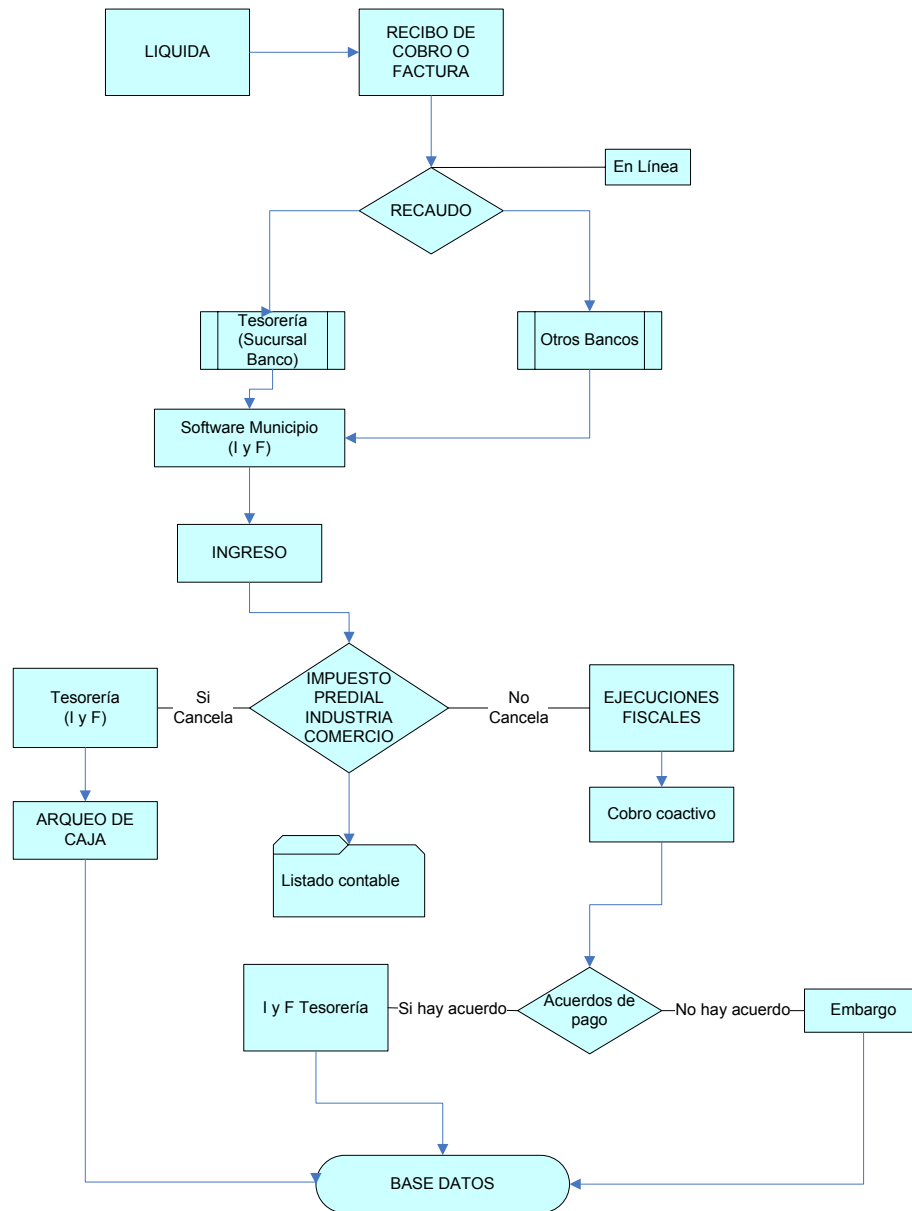 LIQUIDA
RECIBO DE
COBRO O
FACTURA
En Línea
RECAUDO
Tesorería
(Sucursal
Banco)
Otros Bancos
Software Municipio
(I y F)
INGRESO
Tesorería
(I y F)
Si
Cancela
IMPUESTO
PREDIAL
INDUSTRIA
COMERCIO
No
Cancela
EJECUCIONES
FISCALES
ARQUEO DE
CAJA
Cobro coactivo
Listado contable
I y F Tesorería
Si hay acuerdo
Acuerdos de
pago
No hay acuerdo
Embargo
BASE DATOS